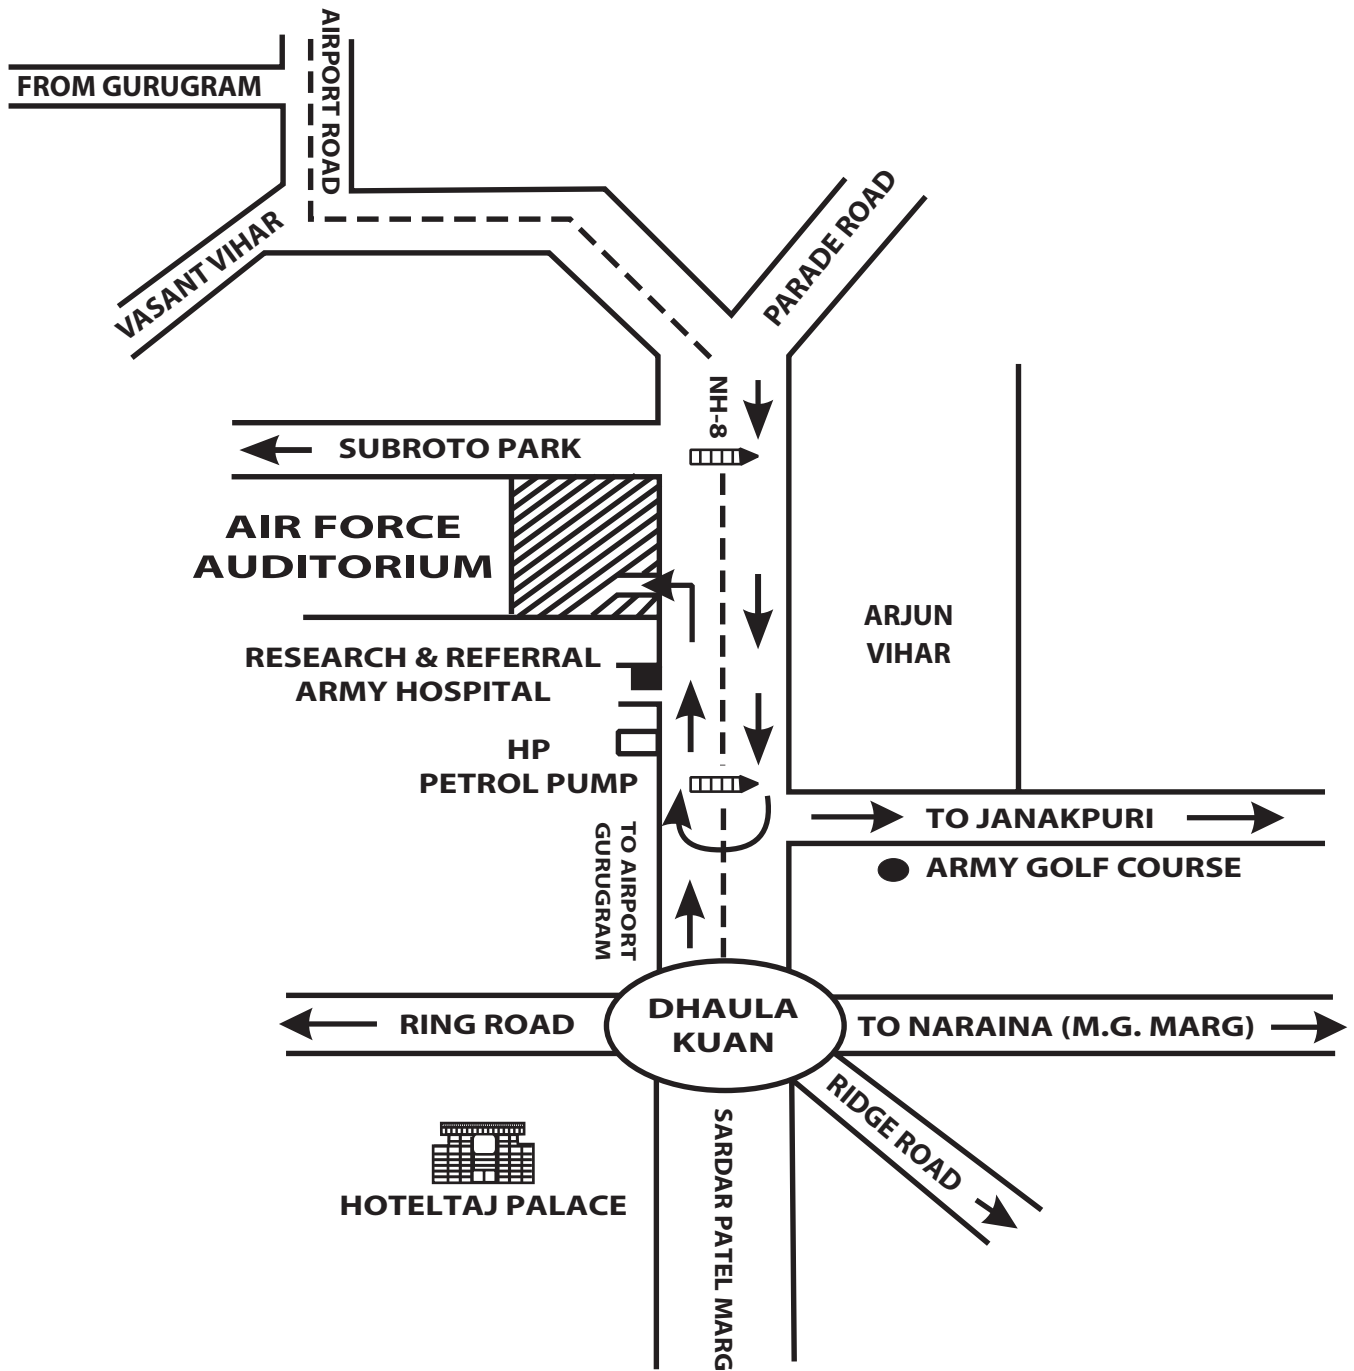 AIRPORT ROAD
FROM GURUGRAM
VASANT VIHAR
PARADE ROAD
NH-8
SUBROTO PARK
AIR FORCE
AUDITORIUM
ARJUN
VIHAR
RESEARCH & REFERRAL
ARMY HOSPITAL
HP
PETROL PUMP
TO AIRPORT
GURUGRAM
TO JANAKPURI
ARMY GOLF COURSE
RING ROAD
DHAULA
KUAN
TO NARAINA (M.G. MARG)
RIDGE ROAD
SARDAR PATEL MARG
HOTELTAJ PALACE